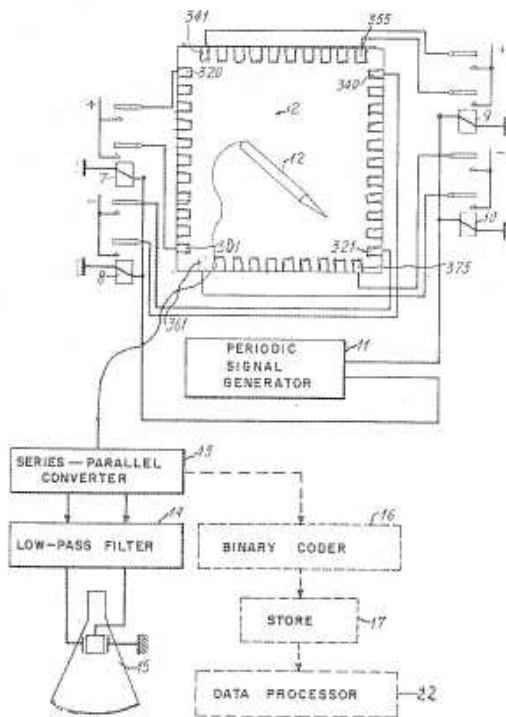 341
355
320
340
+
+
12
9
12
7
-
-
10
301
321
8
375
361
11
PERIODIC
SIGNAL
GENERATOR
13
SERIES—PARALLEL
CONVERTER
14
16
LOW-PASS FILTER
BINARY CODER
STORE
17
15
DATA PROCESSOR
22